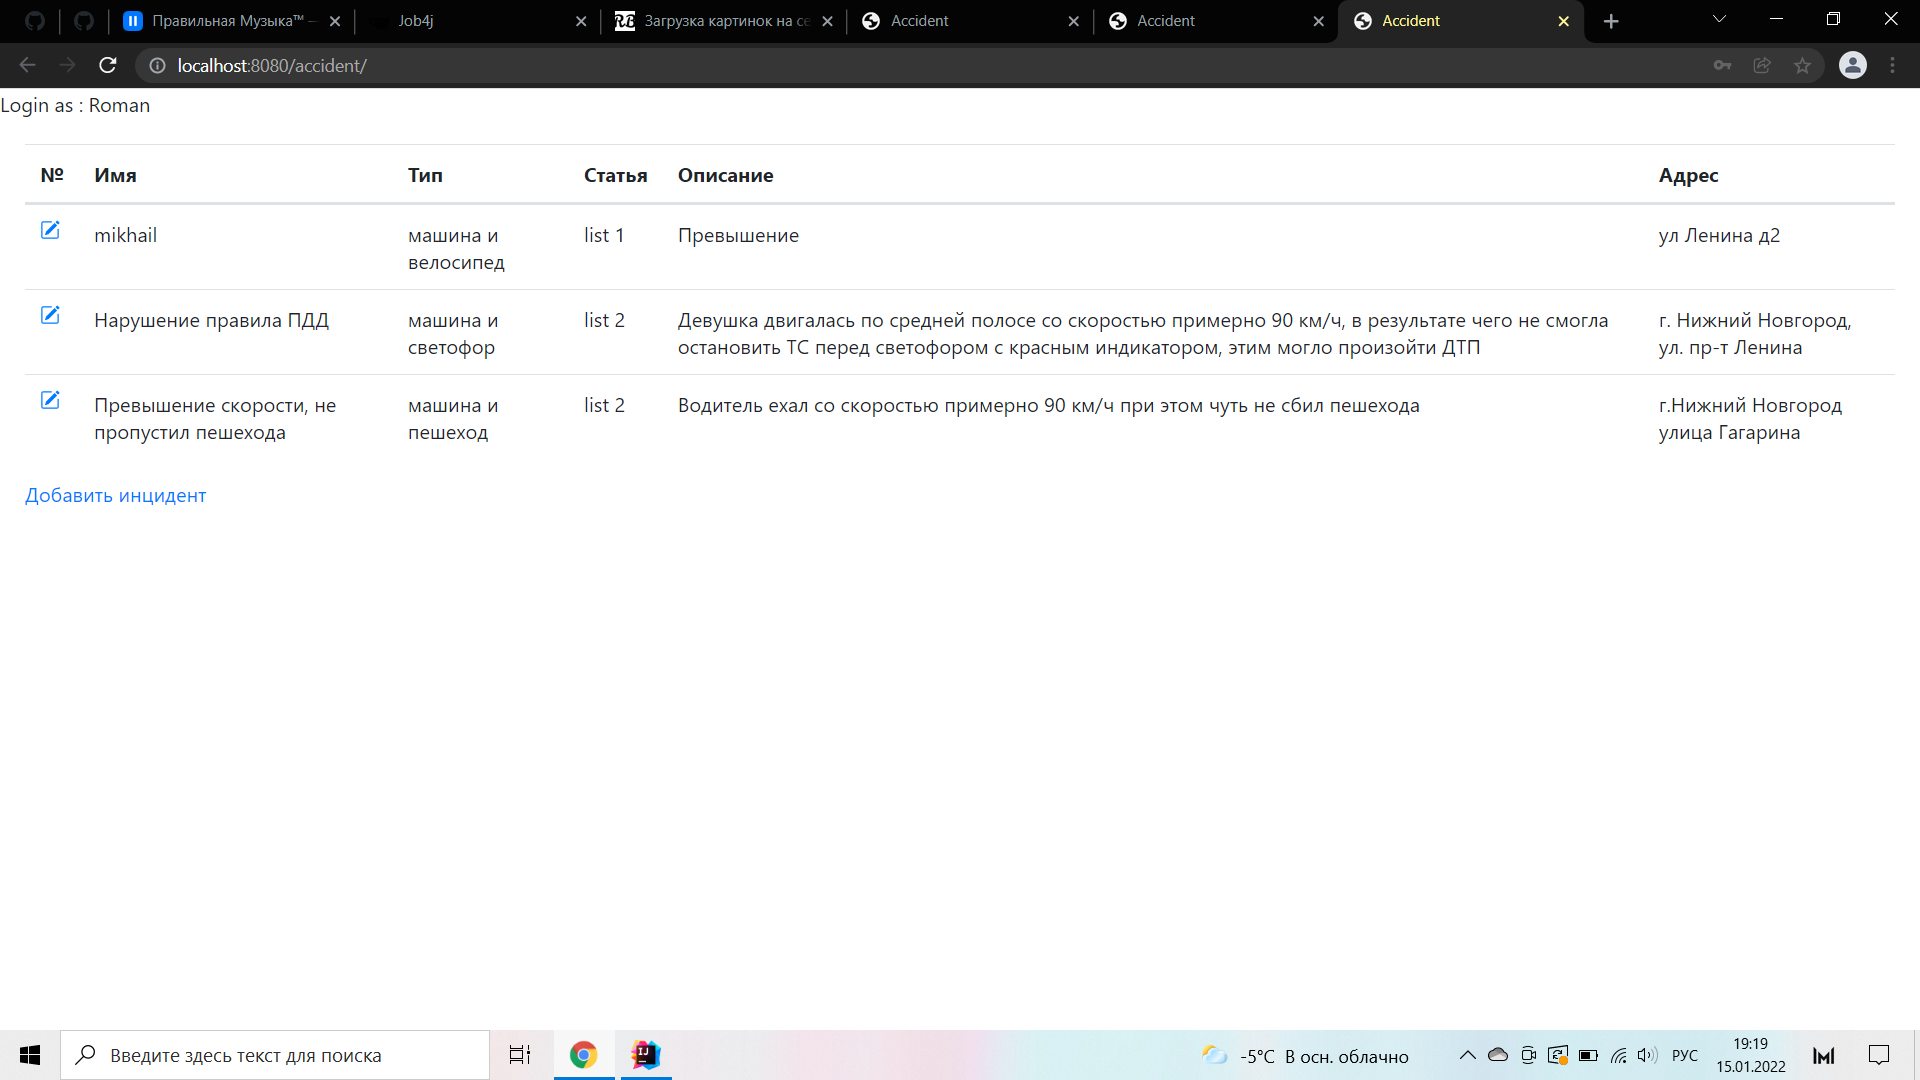 Правильная Музыка™ –
Job4j
RB
Загрузка картинок на се
Accident
Accident
Accident
localhost:8080/accident/
Login as : Roman
№ Имя Тип Статья Описание Адрес
mikhail машина и list 1 Превышение ул Ленина д2
велосипед
Нарушение правила ПДД машина и list 2 Девушка двигалась по средней полосе со скоростью примерно 90 км/ч, в результате чего не смогла г. Нижний Новгород,
светофор остановить ТС перед светофором с красным индикатором, этим могло произойти ДТП ул. пр-т Ленина
Превышение скорости, не машина и list 2 Водитель ехал со скоростью примерно 90 км/ч при этом чуть не сбил пешехода г.Нижний Новгород
пропустил пешехода пешеход улица Гагарина
Добавить инцидент
Введите здесь текст для поиска
IJ
-5°C В осн. облачно
РУС
19:19
15.01.2022